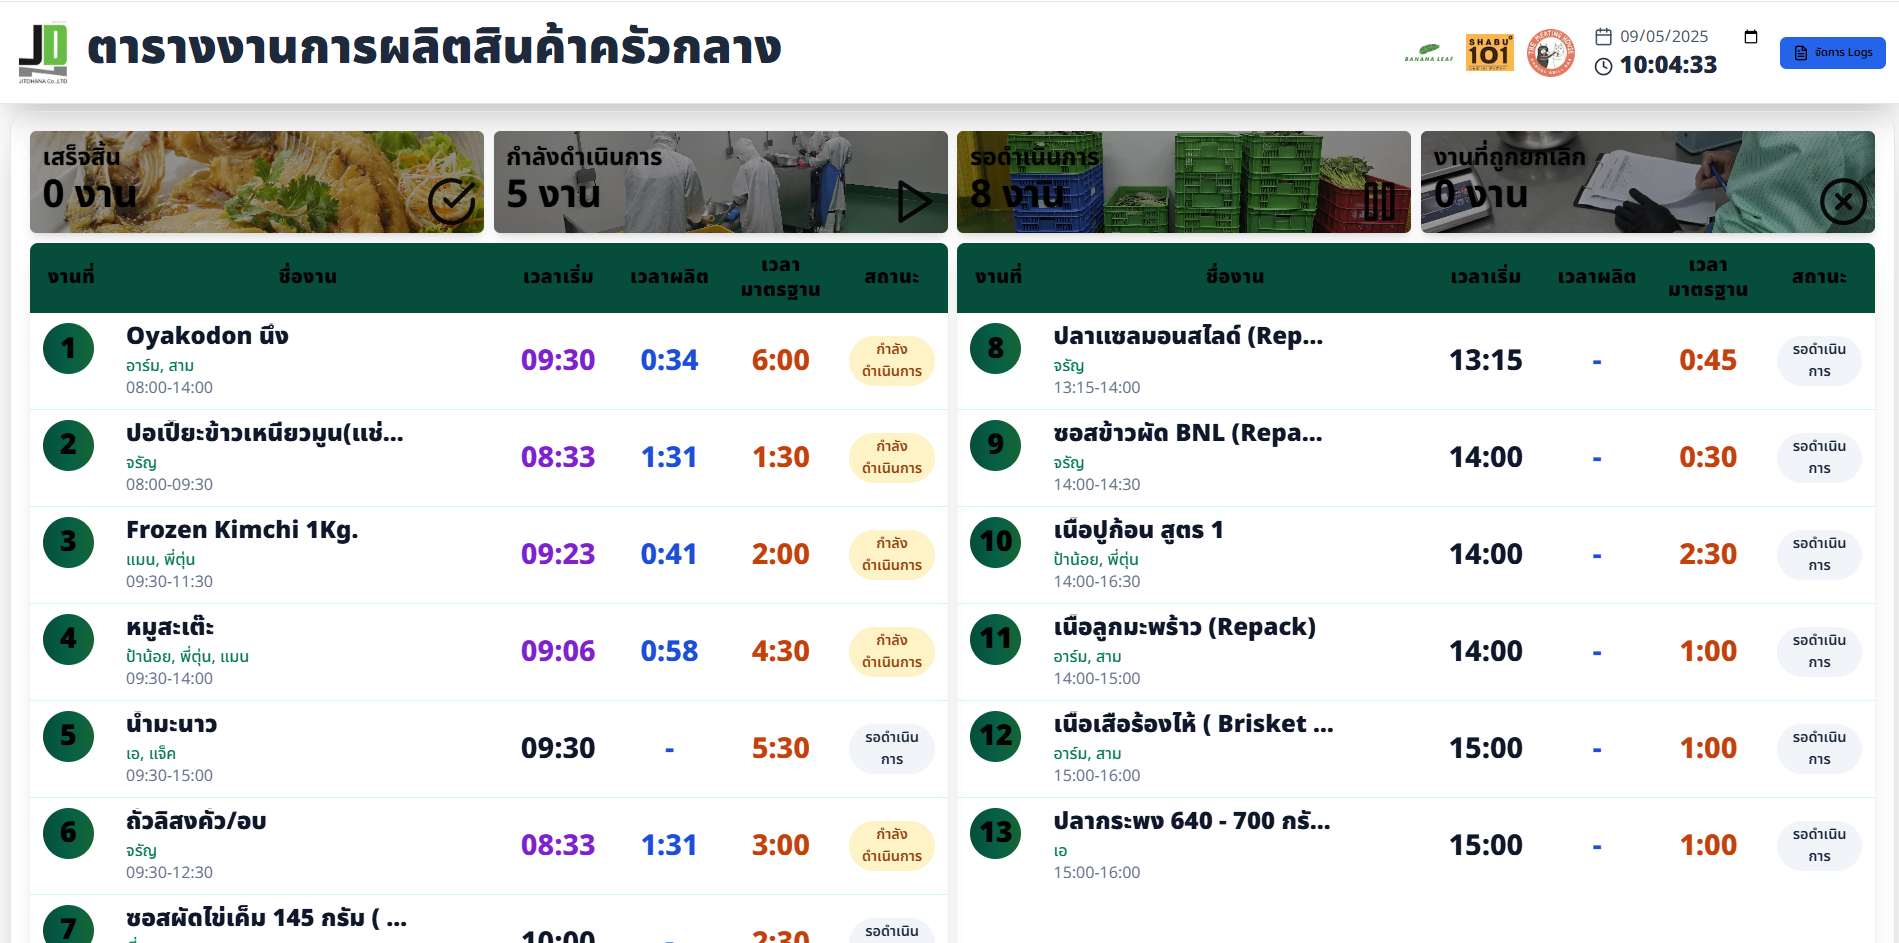 JD
JITDHANA Co.,LTD
ตารางงานการผลิตสินค้าครัวกลาง
BANANA LEAF
SHABU
101
THE MEATING HOUSE
09/05/2025
10:04:33
จัดการ Logs
เสร็จสิ้น
0 งาน
กำลังดำเนินการ
5 งาน
รอดำเนินการ
8 งาน
งานที่ถูกยกเลิก
0 งาน
งานที่ ชื่องาน เวลาเริ่ม เวลาผลิต เวลา มาตรฐาน สถานะ
1 Oyakodon นึ่ง 09:30 0:34 6:00 กำลัง ดำเนินการ
อาร์ม, สาม
08:00-14:00
2 ปอเปี๊ยะข้าวเหนียวมูน(แช่... 08:33 1:31 1:30 กำลัง ดำเนินการ
จรัญ
08:00-09:30
3 Frozen Kimchi 1Kg. 09:23 0:41 2:00 กำลัง ดำเนินการ
แมน, พี่ตุ่น
09:30-11:30
4 หมูสะเต๊ะ 09:06 0:58 4:30 กำลัง ดำเนินการ
ป้าน้อย, พี่ตุ่น, แมน
09:30-14:00
5 น้ำมะนาว 09:30 - 5:30 รอดำเนิน การ
เอ, แจ็ค
09:30-15:00
6 ถั่วลิสงคั่ว/อบ 08:33 1:31 3:00 กำลัง ดำเนินการ
จรัญ
09:30-12:30
7 ซอสผัดไข่เค็ม 145 กรัม ( ... 10:00 - 2:30 รอดำเนิน
งานที่ ชื่องาน เวลาเริ่ม เวลาผลิต เวลา มาตรฐาน สถานะ
8 ปลาแซลมอนสไลด์ (Rep... 13:15 - 0:45 รอดำเนิน การ
จรัญ
13:15-14:00
9 ซอสข้าวผัด BNL (Repa... 14:00 - 0:30 รอดำเนิน การ
จรัญ
14:00-14:30
10 เนื้อปูก้อน สูตร 1 14:00 - 2:30 รอดำเนิน การ
ป้าน้อย, พี่ตุ่น
14:00-16:30
11 เนื้อลูกมะพร้าว (Repack) 14:00 - 1:00 รอดำเนิน การ
อาร์ม, สาม
14:00-15:00
12 เนื้อเสือร้องไห้ ( Brisket ... 15:00 - 1:00 รอดำเนิน การ
อาร์ม, สาม
15:00-16:00
13 ปลากระพง 640 - 700 กรั... 15:00 - 1:00 รอดำเนิน การ
เอ
15:00-16:00